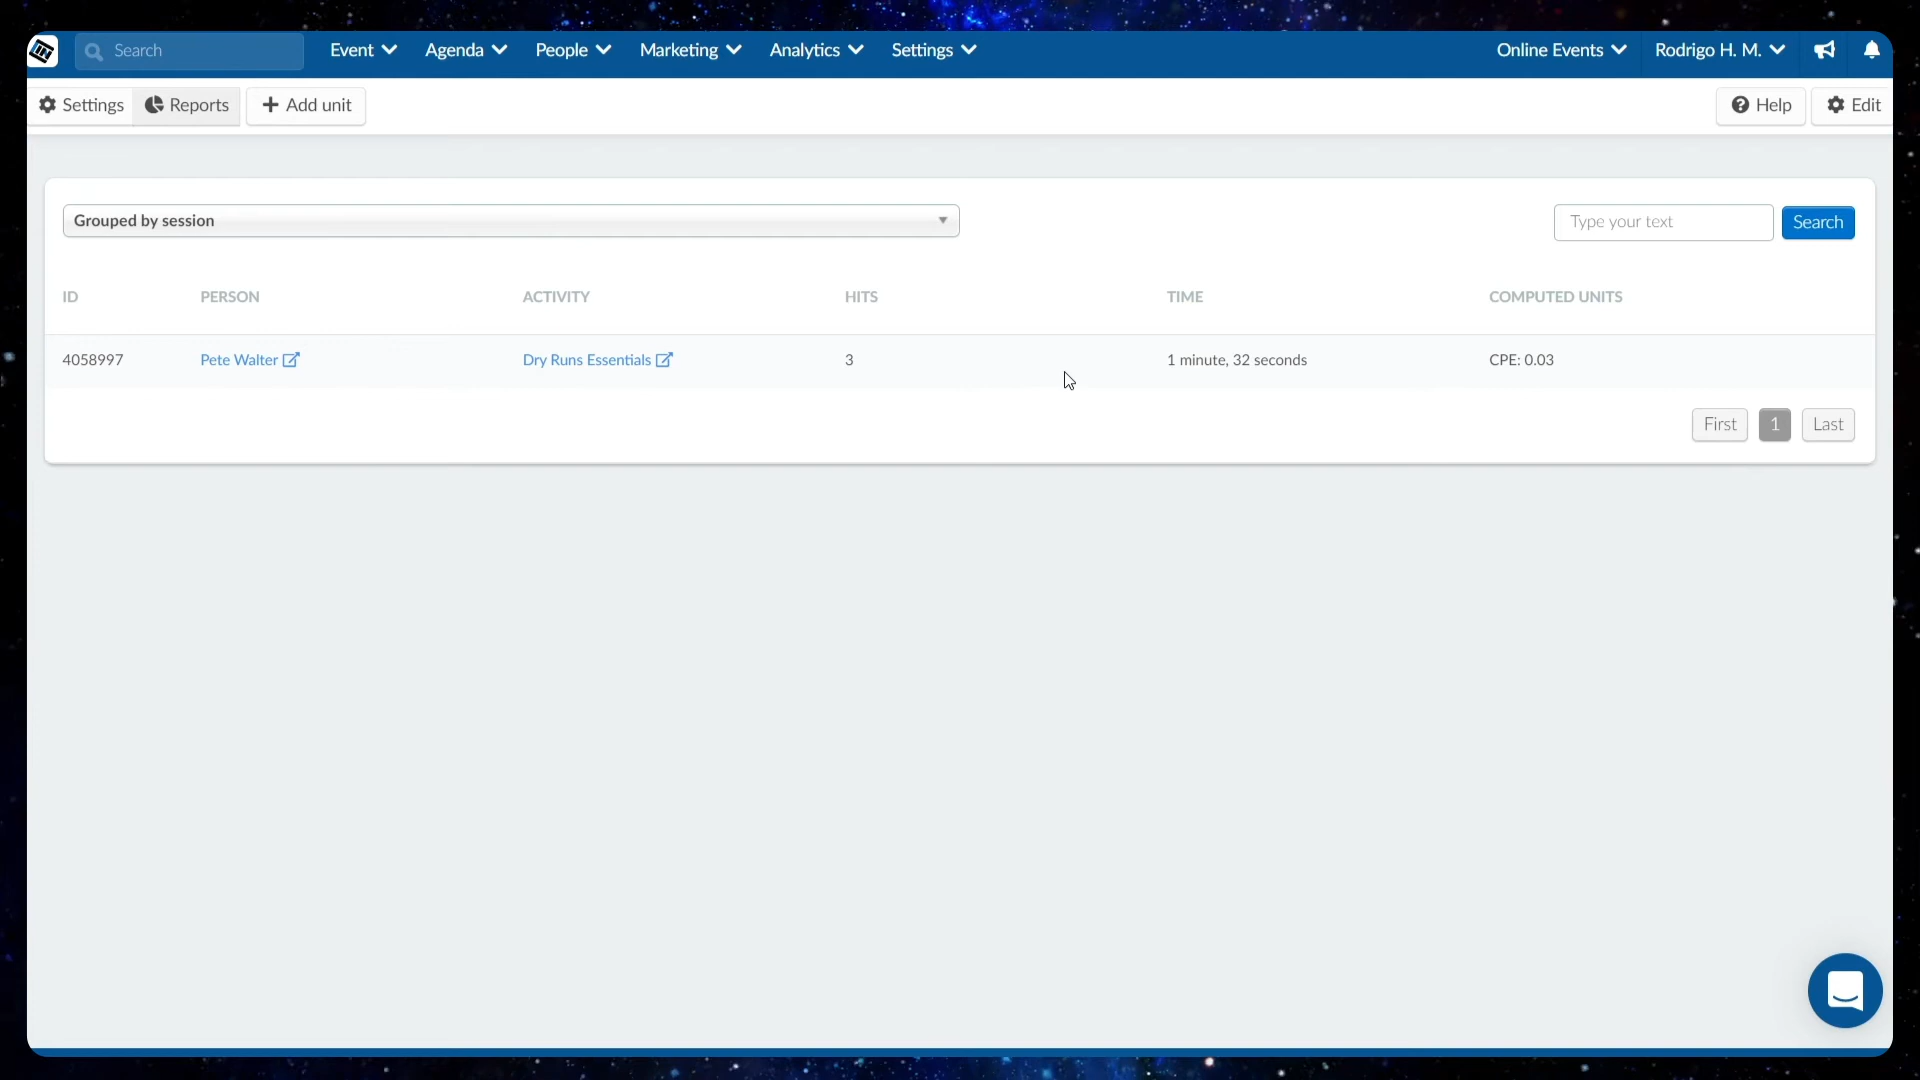 Search Event Agenda People Marketing Analytics Settings Online Events Rodrigo H. M.
Settings Reports + Add unit Help Edit
Grouped by session Type your text Search
ID PERSON ACTIVITY HITS TIME COMPUTED UNITS
4058997 Pete Walter Dry Runs Essentials 3 1 minute, 32 seconds CPE: 0.03
First 1 Last